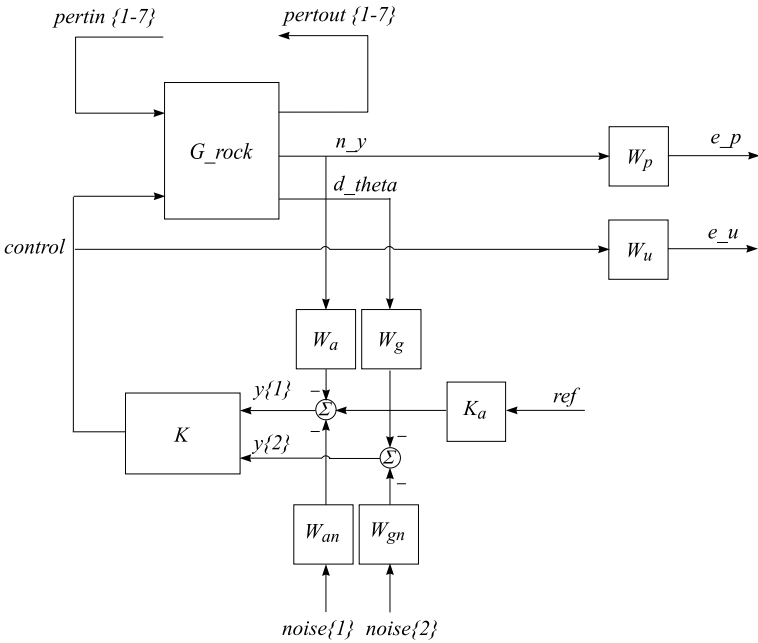 pertin {1-7}
pertout {1-7}
G_rock
n_y
W_p
e_p
d_theta
control
W_u
e_u
W_a
W_g
y{1}
−
Σ
K_a
ref
K
−
y{2}
−
Σ
−
W_an
W_gn
noise{1}
noise{2}